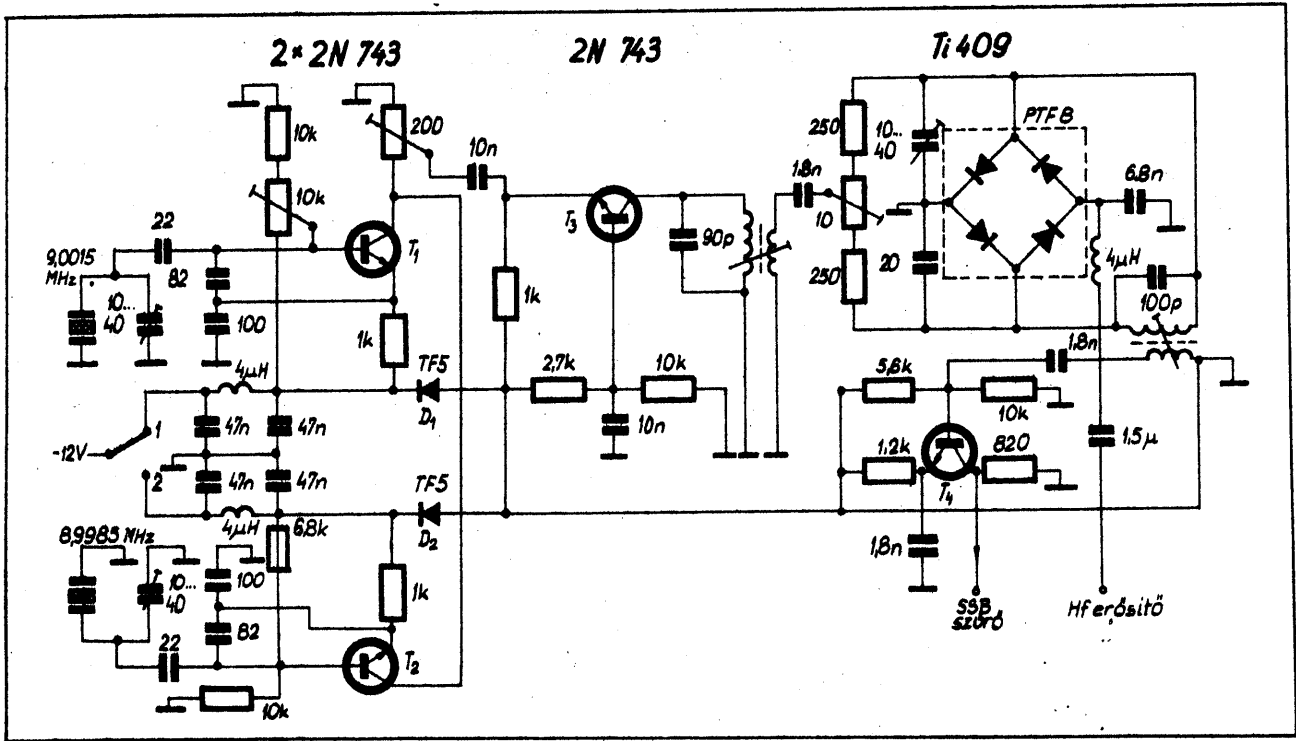 2× 2N 743
2N 743
Ti 409
10k
200
10n
10k
T1
22
82
9,0015
MHz
10...
40
100
1k
4µH
TF5
D1
47n
47n
-12V
1
2
47n
47n
TF5
D2
4µH
6,8k
8,9985 MHz
10...
40
100
82
1k
22
T2
10k
T3
1k
90p
2,7k
10k
10n
1,8n
250
10
250
10...
40
20
PTF8
6,8n
4µH
100p
1,8n
5,6k
10k
1,2k
820
T4
1,8n
1,5µ
SSB
szűrő
Hf erősítő